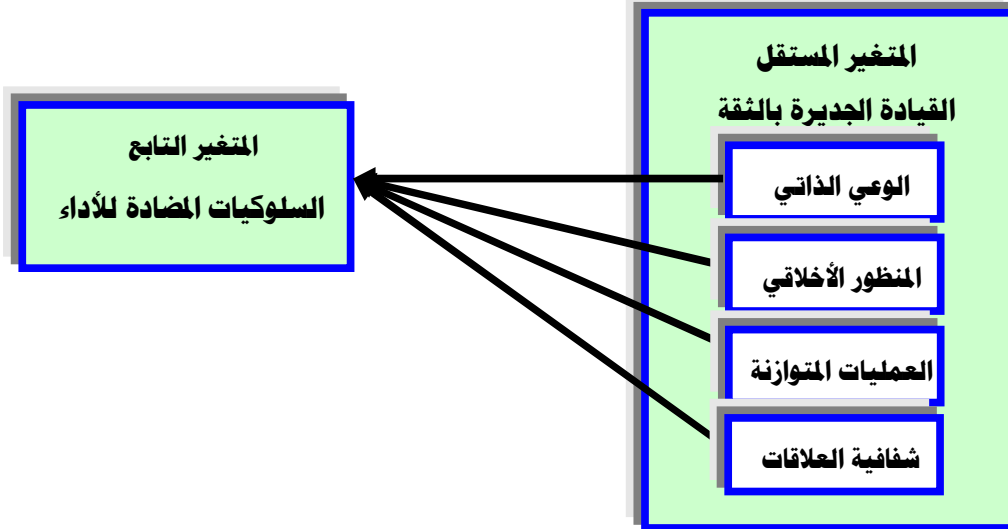 المتغير المستقل
القيادة الجديرة بالثقة
الوعي الذاتي
المنظور الأخلاقي
العمليات المتوازنة
شفافية العلاقات
المتغير التابع
السلوكيات المضادة للأداء